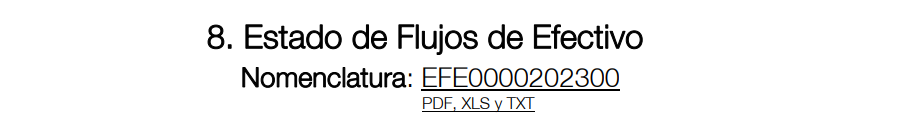 8. Estado de Flujos de Efectivo
Nomenclatura: EFE0000202300
PDF, XLS y TXT